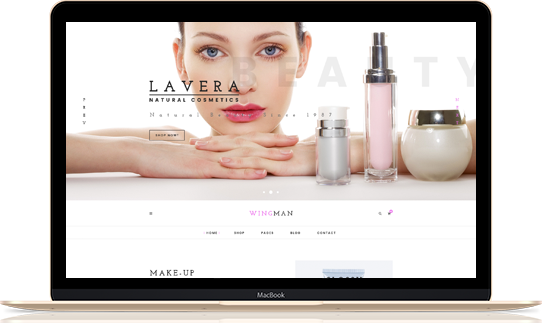 BEAUTY
LAVERA
NATURAL COSMETICS
Natural Beauty Since 1987
SHOP NOW
WINGMAN
HOME SHOP PAGES BLOG CONTACT
MAKE-UP
MacBook